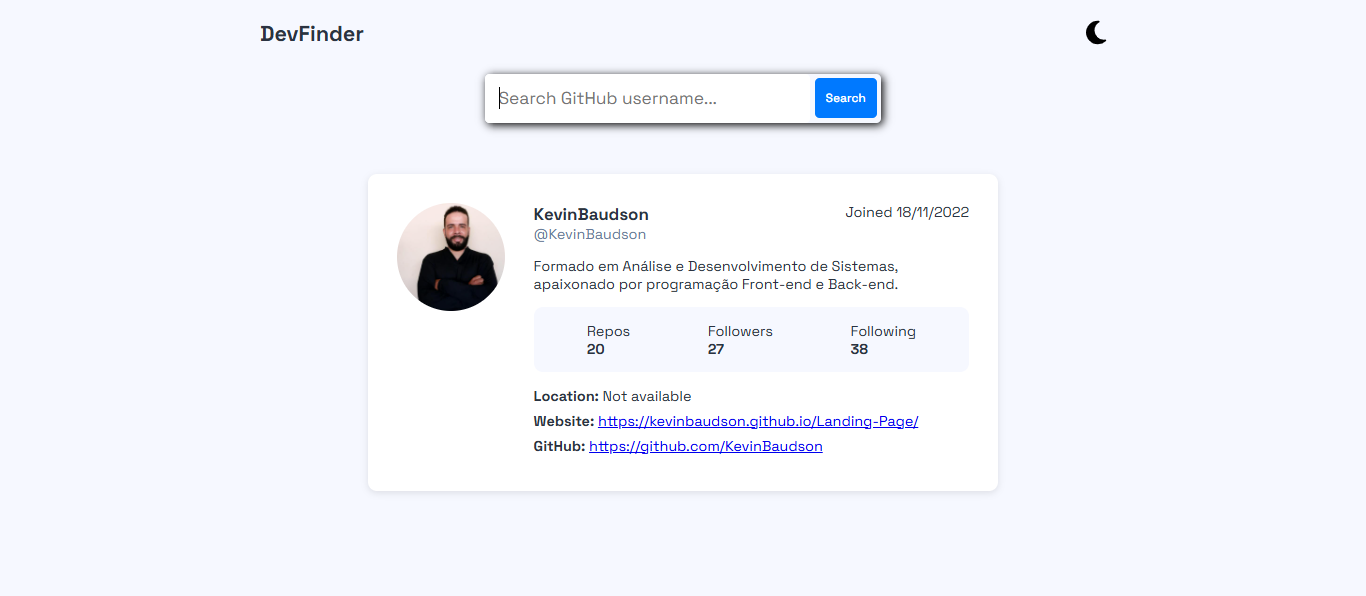 DevFinder
Search GitHub username...
Search
KevinBaudson
Joined 18/11/2022
@KevinBaudson
Formado em Análise e Desenvolvimento de Sistemas,
apaixonado por programação Front-end e Back-end.
Repos
20
Followers
27
Following
38
Location: Not available
Website: https://kevinbaudson.github.io/Landing-Page/
GitHub: https://github.com/KevinBaudson